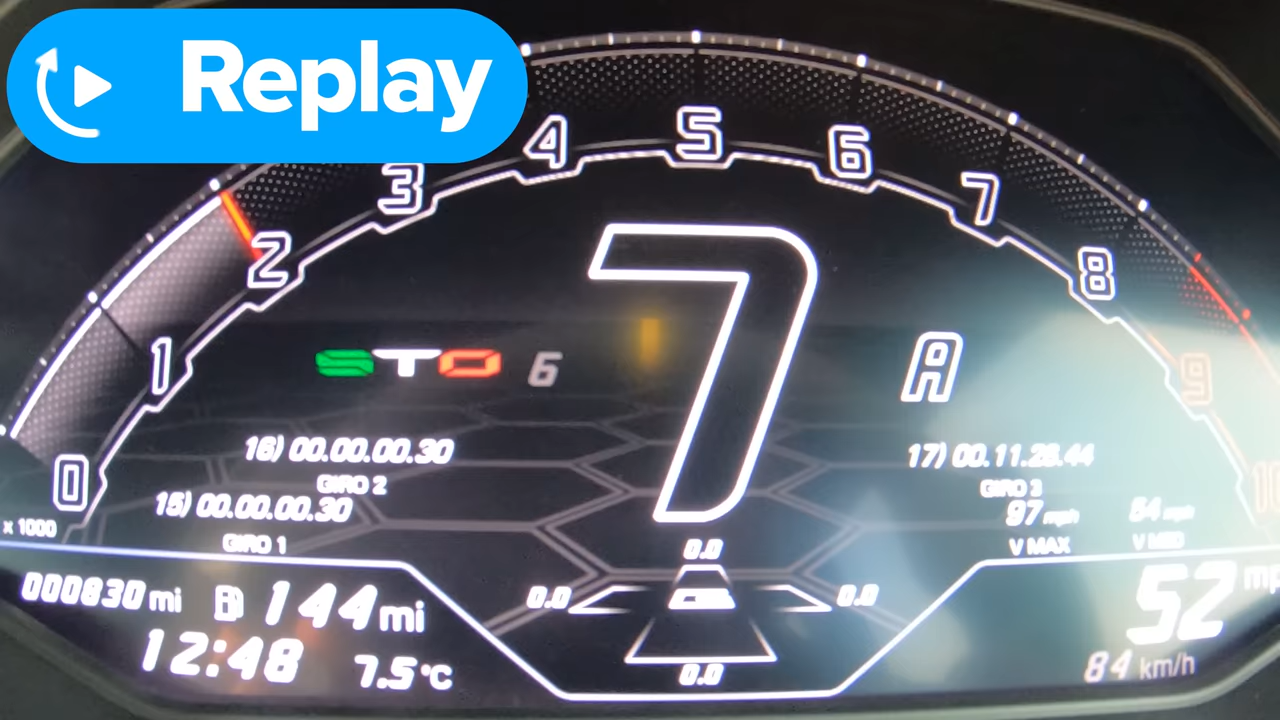 Replay
0 1 2 3 4 5 6 7 8 9 10
x 1000
STO 6
7
A
16) 00.00.00.30
GIRO 2
15) 00.00.00.30
GIRO 1
17) 00.11.28.44
GIRO 3
97 mph
V MAX
54 mph
V MED
0.0
0.0 0.0
0.0
000830 mi 144 mi
12:48 7.5°C
52 mp
84 km/h